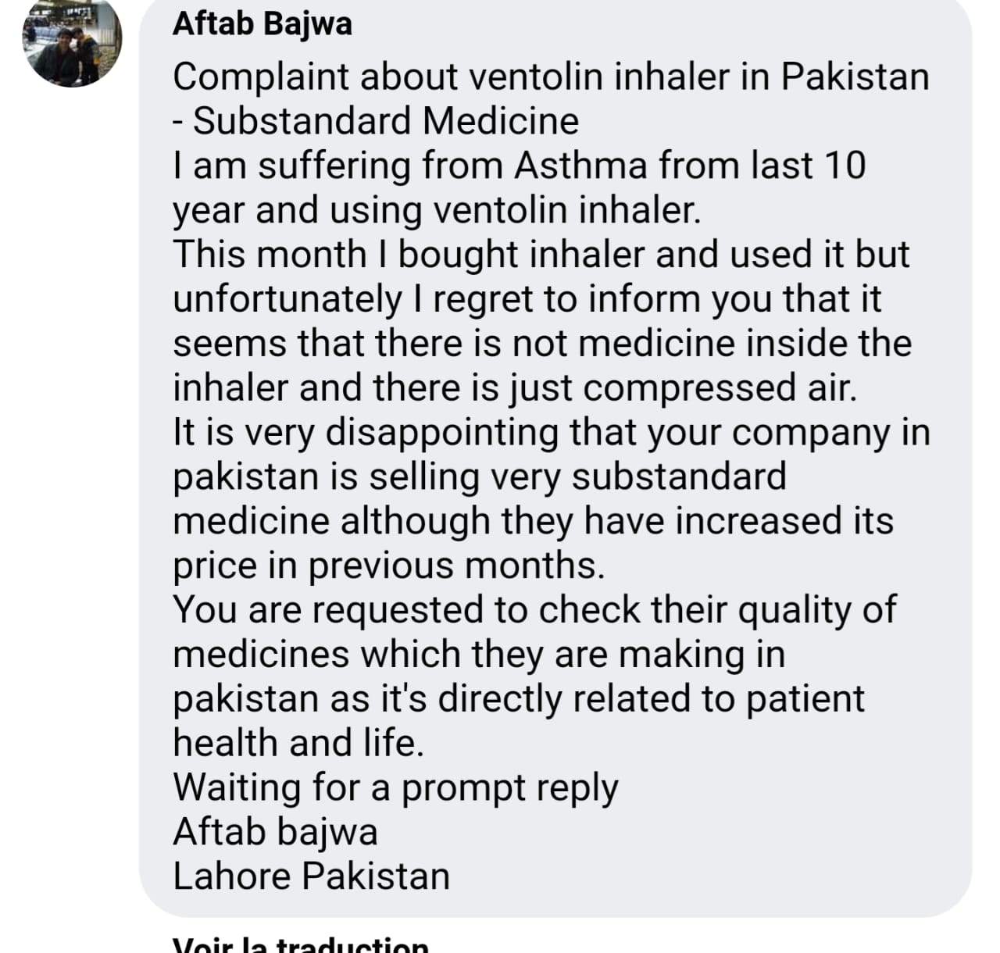 Aftab Bajwa
Complaint about ventolin inhaler in Pakistan
- Substandard Medicine
I am suffering from Asthma from last 10
year and using ventolin inhaler.
This month I bought inhaler and used it but
unfortunately I regret to inform you that it
seems that there is not medicine inside the
inhaler and there is just compressed air.
It is very disappointing that your company in
pakistan is selling very substandard
medicine although they have increased its
price in previous months.
You are requested to check their quality of
medicines which they are making in
pakistan as it's directly related to patient
health and life.
Waiting for a prompt reply
Aftab bajwa
Lahore Pakistan
Voir la traduction